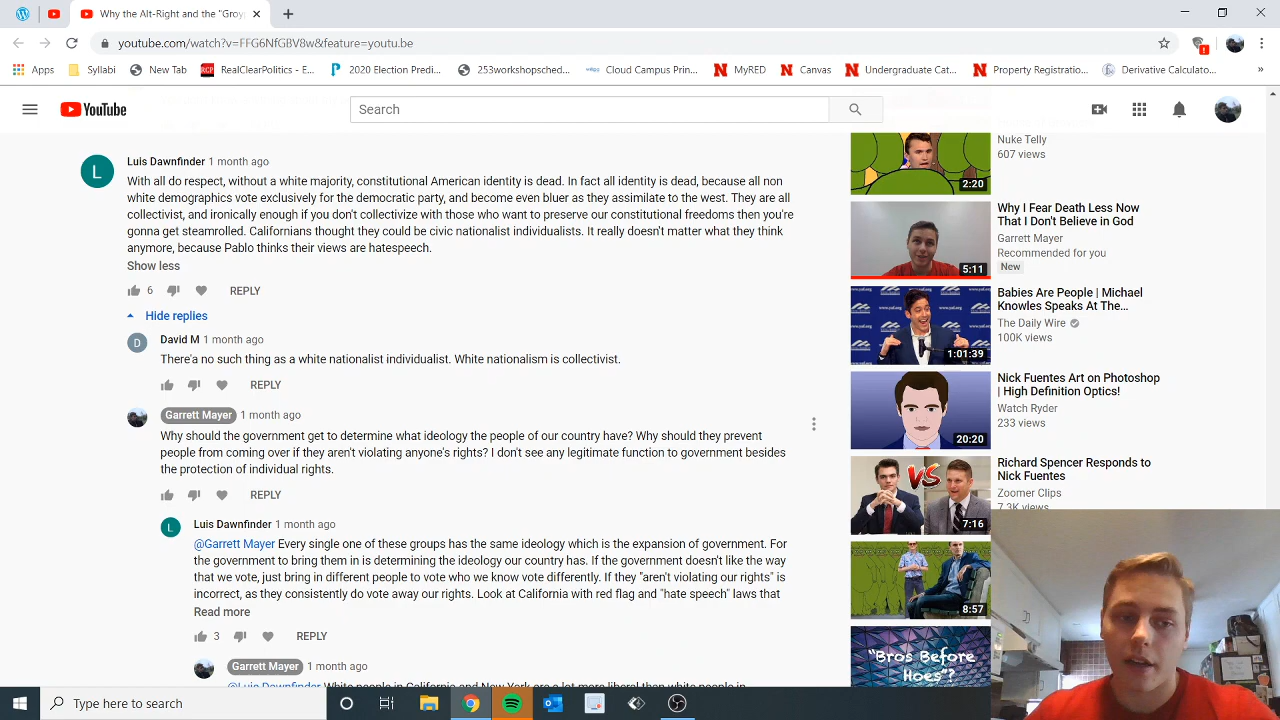 Why the Alt-Right and the "Groyp
youtube.com/watch?v=FFG6NfGBV8w&feature=youtu.be
Apps Syllabi New Tab RealClearPolitics - E... 2020 Election Predi... 253workshopsched... Cloud Campus Prin... MyRED Canvas Undergraduate Cat... Property Registratio... Derivative Calculato... »
YouTube
Search
Luis Dawnfinder 1 month ago
With all do respect, without a white majority, constitutional American identity is dead. In fact all identity is dead, because all non
white demographics vote exclusively for the democratic party, and become even bluer as they assimilate to the west. They are all
collectivist, and ironically enough if you don't collectivize with those who want to preserve our constitutional freedoms then you're
gonna get steamrolled. Californians thought they could be civic nationalist individualists. It really doesn't matter what they think
anymore, because Pablo thinks their views are hatespeech.
Show less
6 REPLY
Hide replies
D
David M 1 month ago
There'a no such thing as a white nationalist individualist. White nationalism is collectivist.
REPLY
Garrett Mayer 1 month ago
Why should the government get to determine what ideology the people of our country have? Why should they prevent
people from coming over if they aren't violating anyone's rights? I don't see any legitimate function to government besides
the protection of individual rights.
REPLY
L
Luis Dawnfinder 1 month ago
@Garrett Mayer Every single one of these groups has the same ideology which is the expansion of government. For
the government to bring them in is determining the ideology our country has. If the government doesn't like the way
that we vote, just bring in different people to vote who we know vote differently. If they "aren't violating our rights" is
incorrect, as they consistently do vote away our rights. Look at California with red flag and "hate speech" laws that
Read more
3 REPLY
Garrett Mayer 1 month ago
Nuke Telly
607 views
2:20
Why I Fear Death Less Now
That I Don't Believe in God
Garrett Mayer
Recommended for you
New
5:11
Babies Are People | Michael
Knowles Speaks At The...
The Daily Wire
100K views
1:01:39
Nick Fuentes Art on Photoshop
| High Definition Optics!
Watch Ryder
233 views
20:20
Richard Spencer Responds to
Nick Fuentes
Zoomer Clips
7.3K views
VS
7:16
8:57
"Bros Before
Hoes"?
Type here to search